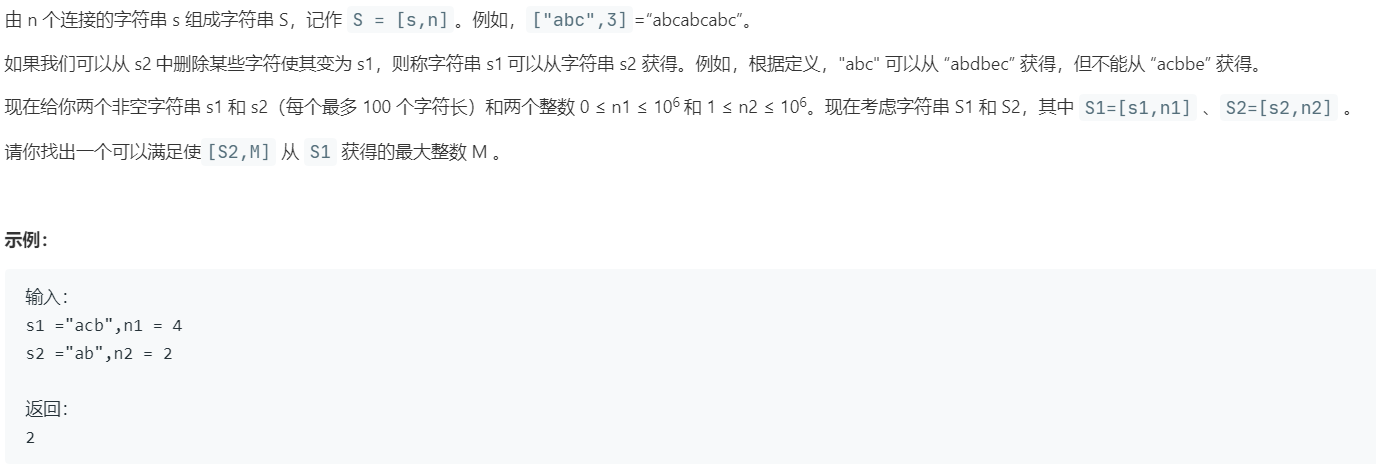 由 n 个连接的字符串 s 组成字符串 S，记作 S = [s,n]。例如，["abc",3]=“abcabcabc”。
如果我们可以从 s2 中删除某些字符使其变为 s1，则称字符串 s1 可以从字符串 s2 获得。例如，根据定义，"abc" 可以从 “abdbec” 获得，但不能从 “acbbe” 获得。
现在给你两个非空字符串 s1 和 s2（每个最多 100 个字符长）和两个整数 0 ≤ n1 ≤ 10⁶ 和 1 ≤ n2 ≤ 10⁶。现在考虑字符串 S1 和 S2，其中 S1=[s1,n1] 、S2=[s2,n2] 。
请你找出一个可以满足使[S2,M] 从 S1 获得的最大整数 M 。
示例：
输入：
s1 ="acb",n1 = 4
s2 ="ab",n2 = 2
返回：
2